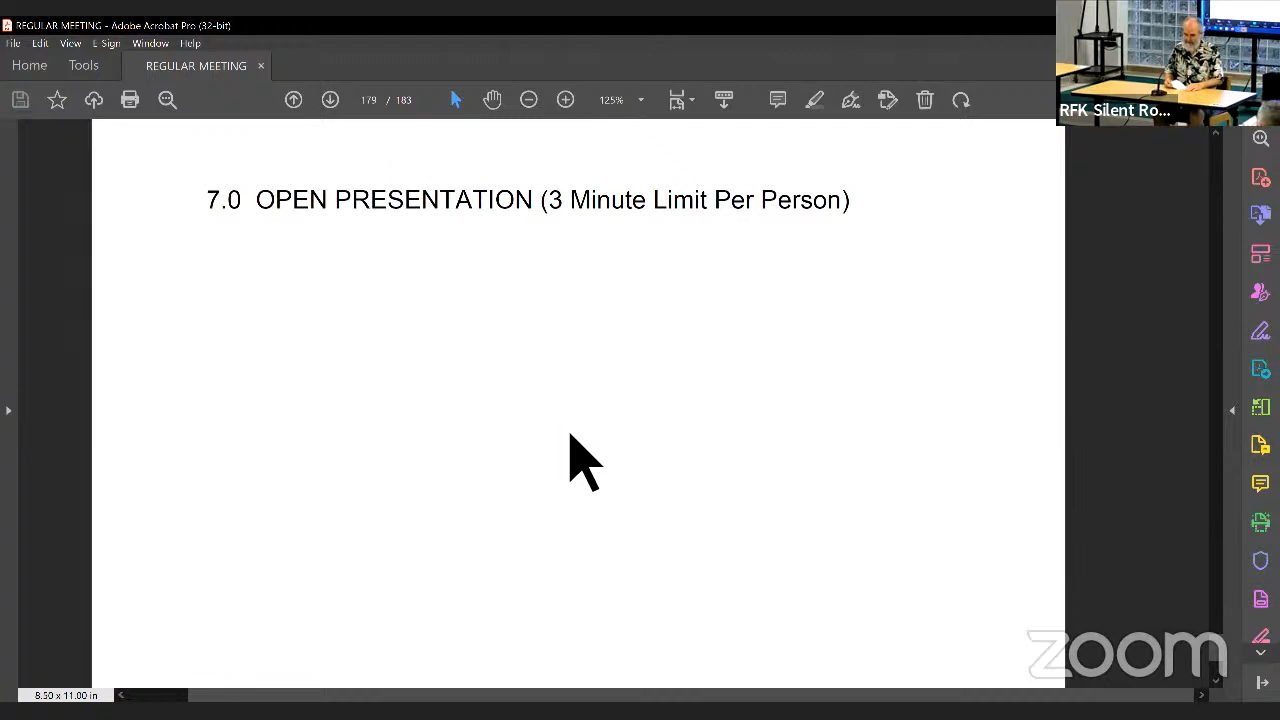 REGULAR MEETING - Adobe Acrobat Pro (32-bit)
File Edit View E-Sign Window Help
Home Tools REGULAR MEETING ×
179 / 183 125%
RFK Silent Ro...
7.0 OPEN PRESENTATION (3 Minute Limit Per Person)
zoom
8.50 x 11.00 in